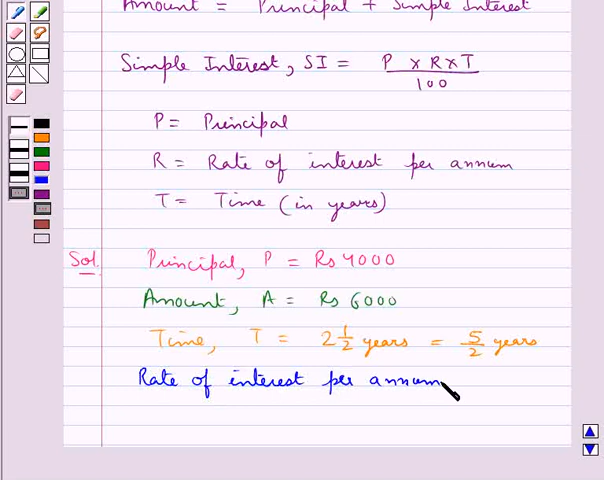 Amount = Principal + Simple Interest
Simple Interest, SI = P x R x T / 100
P = Principal
R = Rate of interest per annum
T = Time (in years)
Sol. Principal, P = Rs 4000
Amount, A = Rs 6000
Time, T = 2 1/2 years = 5/2 years
Rate of interest per annum